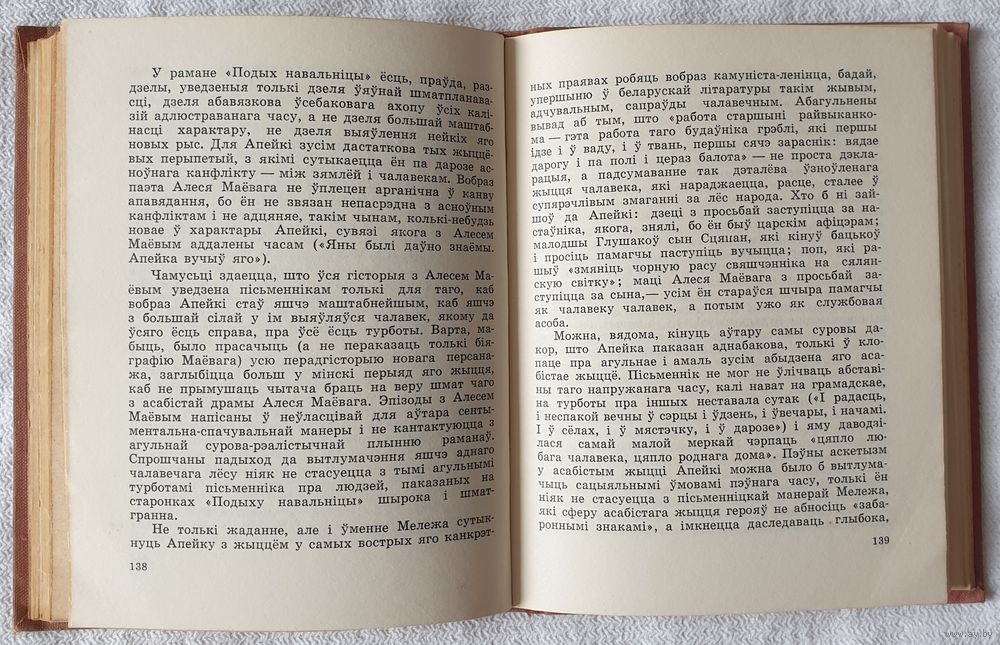 У рамане «Подых навальніцы» ёсць, праўда, раз-
дзелы, уведзеныя толькі дзеля ўяўнай шматпланава-
сці, дзеля абавязкова ўсебаковага ахопу ўсіх калі-
зій адлюстраванага часу, а не дзеля большай маштаб-
насці характару, не дзеля выяўлення нейкіх яго
новых рыс. Для Апейкі зусім дастаткова тых жыццё-
вых перыпетый, з якімі сутыкаецца ён па дарозе ас-
ноўнага канфлікту — між зямлёй і чалавекам. Вобраз
паэта Алеся Маёвага не ўплецен арганічна ў канву
апавядання, бо ён не звязан непасрэдна з асноўным
канфліктам і не адцяняе, такім чынам, колькі-небудзь
новае ў характары Апейкі, сувязі якога з Алесем
Маёвым аддалены часам («Яны былі даўно знаёмы.
Апейка вучыў яго»).
Чамусьці здаецца, што ўся гісторыя з Алесем Ма-
ёвым уведзена пісьменнікам толькі для таго, каб
вобраз Апейкі стаў яшчэ маштабнейшым, каб яшчэ
з большай сілай у ім выяўляўся чалавек, якому да
ўсяго ёсць справа, пра ўсё ёсць турботы. Варта, ма-
быць, было прасачыць (а не пераказаць толькі бія-
графію Маёвага) усю перадгісторыю новага персана-
жа, заглыбіцца больш у мінскі перыяд яго жыцця,
каб не прымушаць чытача браць на веру шмат чаго
з асабістай драмы Алеся Маёвага. Эпізоды з Алесем
Маёвым напісаны ў неўласцівай для аўтара сенты-
ментальна-спачувальнай манеры і не кантактуюцца з
агульнай сурова-рэалістычнай плынню раманаў.
Спрошчаны падыход да вытлумачэння яшчэ аднаго
чалавечага лёсу ніяк не стасуецца з тымі агульнымі
турботамі пісьменніка пра людзей, паказаных на
старонках «Подыху навальніцы» шырока і шмат-
гранна.
Не толькі жаданне, але і ўменне Мележа сутык-
нуць Апейку з жыццём у самых вострых яго канкрэт-
138
ных праявах робяць вобраз камуніста-ленінца, бадай,
упершыню ў беларускай літаратуры такім жывым,
адчувальным, сапраўды чалавечным. Абагульнены
вывад аб тым, што «работа старшыні райвыканко-
ма — гэта работа таго будаўніка грэблі, які першы
ідзе і ў ваду, і ў твань, першы сячэ зараснік: вядзе
дарогу і па полі і цераз балота» — не проста дэкла-
рацыя, а падсумаванне так дэталёва ўзноўленага
жыцця чалавека, які нараджаецца, расце, сталее ў
супярэчлівым змаганні за лёс народа. Хто б ні зай-
шоў да Апейкі: дзеці з просьбай заступіцца за на-
стаўніка, якога, знялі, бо ён быў царскім афіцэрам;
малодшы Глушакоў сын Сцяпан, які кінуў бацькоў
і просіць памагчы паступіць вучыцца; поп, які ра-
шыў «змяніць чорную расу свяшчэнніка на сялян-
скую світку»; маці Алеся Маёвага з просьбай за-
ступіцца за сына,— усім ён стараўся шчыра памагчы
як чалавеку чалавек, а потым ужо як службовая
асоба.
Можна, вядома, кінуць аўтару самы суровы да-
кор, што Апейка паказан аднабакова, толькі ў кло-
паце пра агульнае і амаль зусім абыдзена яго аса-
бістае жыццё. Пісьменнік не мог не ўлічваць абставі-
ны таго напружанага часу, калі нават на грамадскае,
на турботы пра іншых неставала сутак («І радасць,
і неспакой вечны ў сэрцы і ўдзень, і ўвечары, і начамі.
І ў сёлах, і ў мястэчку, і ў дарозе») і яму даводзі-
лася самай малой меркай чэрпаць «цяпло лю-
бага чалавека, цяпло роднага дома». Пэўны аскетызм
у асабістым жыцці Апейкі можна было б вытлума-
чыць сацыяльнымі ўмовамі пэўнага часу, толькі ён
ніяк не стасуецца з пісьменніцкай манерай Мележа,
які сферу асабістага жыцця герояў не абносіць «заба-
роннымі знакамі», а імкнецца даследаваць глыбока,
139
www.ay.by